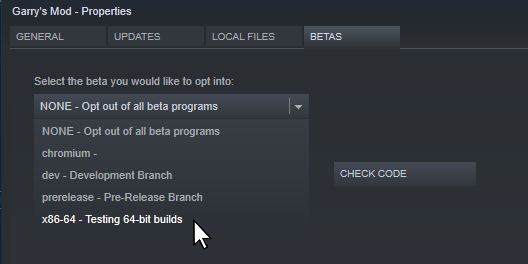 Garry's Mod - Properties
GENERAL
UPDATES
LOCAL FILES
BETAS
Select the beta you would like to opt into:
NONE - Opt out of all beta programs
NONE - Opt out of all beta programs
chromium -
dev - Development Branch
CHECK CODE
prerelease - Pre-Release Branch
x86-64 - Testing 64-bit builds